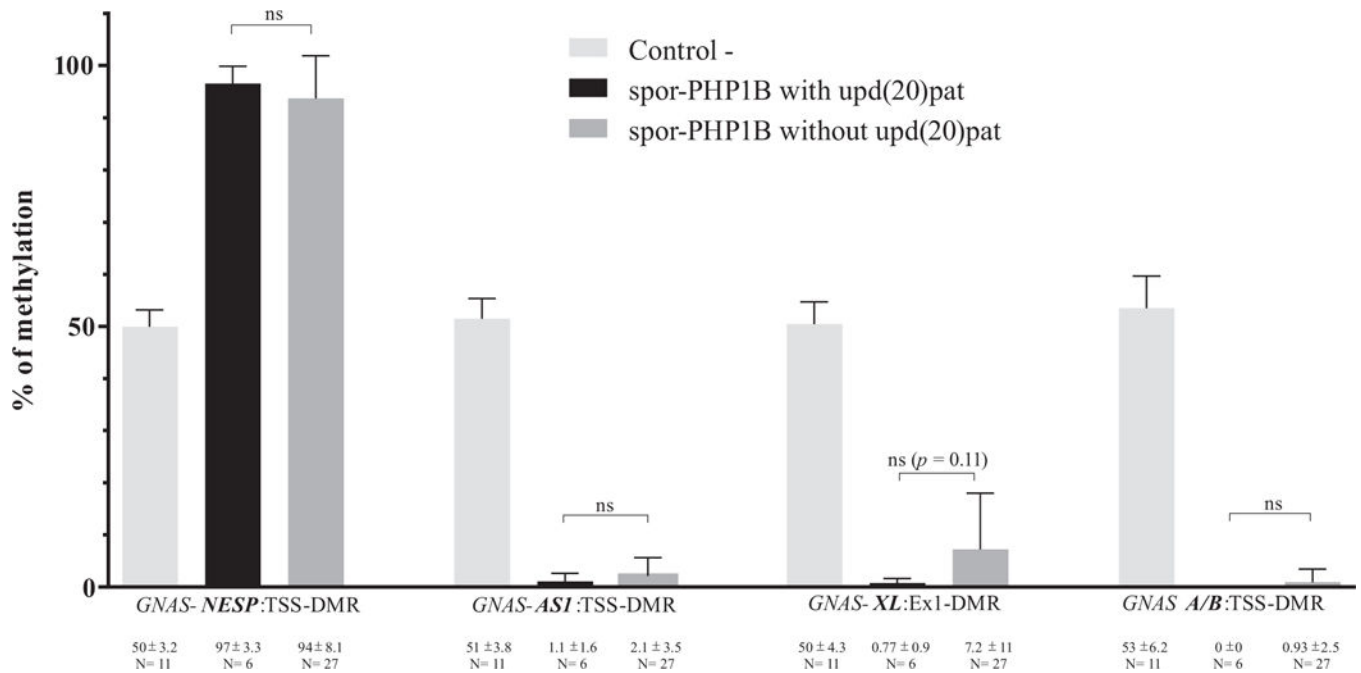 ns
Control -
spor-PHP1B with upd(20)pat
spor-PHP1B without upd(20)pat
% of methylation
100
50
0
ns
ns (p = 0.11)
ns
GNAS- NESP:TSS-DMR GNAS- AS1:TSS-DMR GNAS- XL:Ex1-DMR GNAS A/B:TSS-DMR
50±3.2 97±3.3 94±8.1 51 ±3.8 1.1 ±1.6 2.1 ±3.5 50 ±4.3 0.77 ±0.9 7.2 ±11 53 ±6.2 0 ±0 0.93 ±2.5
N= 11 N= 6 N= 27 N= 11 N= 6 N= 27 N= 11 N= 6 N= 27 N= 11 N= 6 N= 27